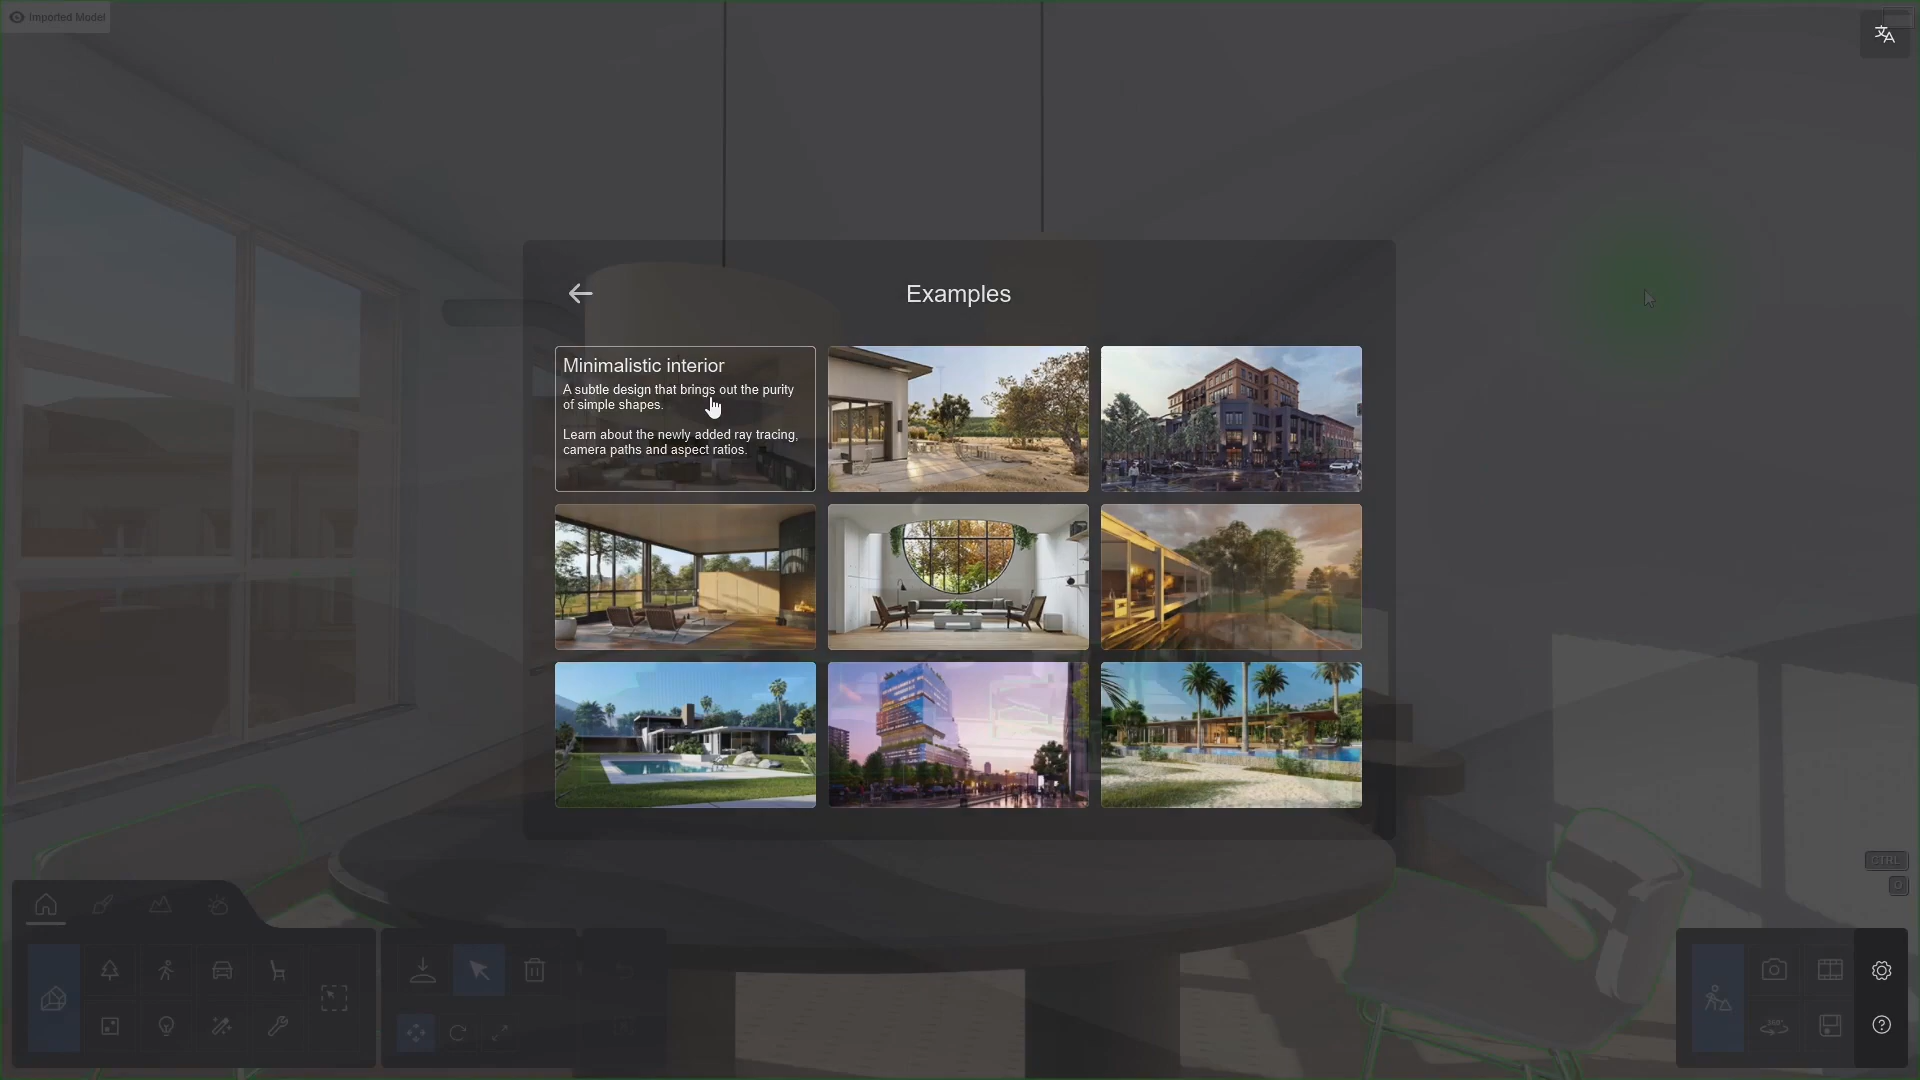 Imported Model
Examples
Minimalistic interior
A subtle design that brings out the purity
of simple shapes.
Learn about the newly added ray tracing,
camera paths and aspect ratios.
CTRL
G
360°